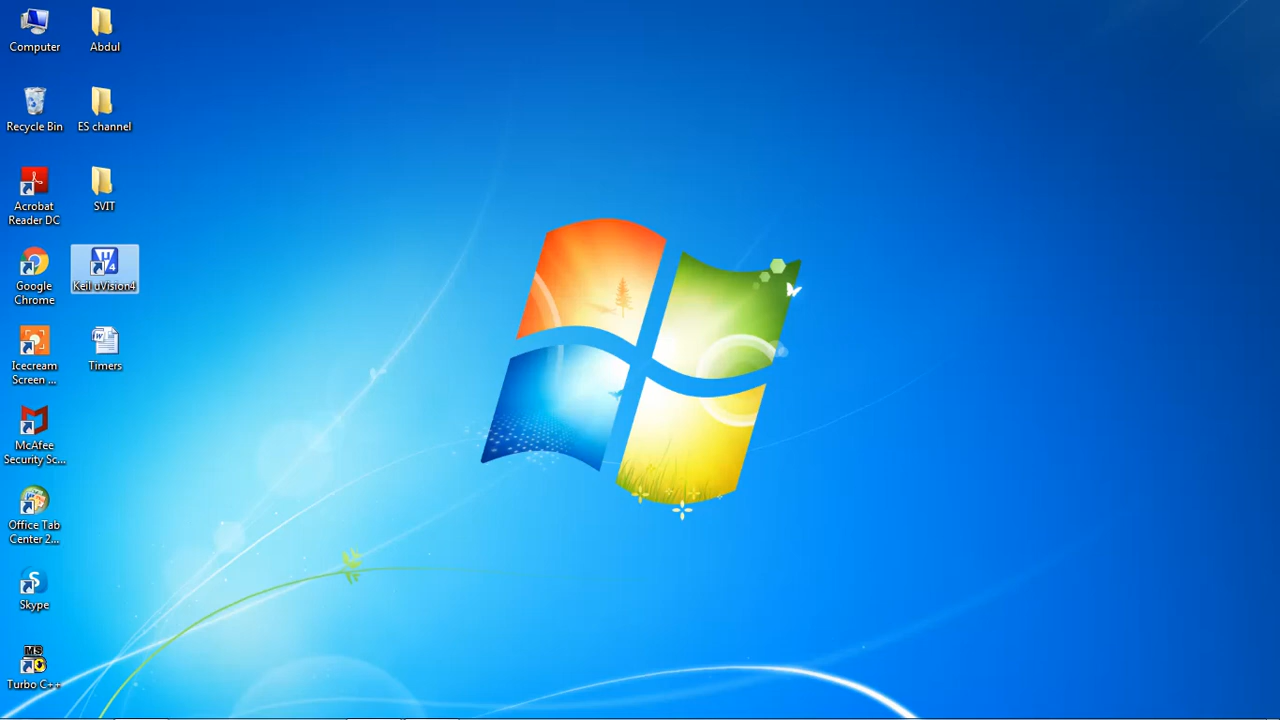 Computer
Abdul
Recycle Bin
ES channel
Acrobat
Reader DC
SVIT
Google
Chrome
Keil uVision4
Icecream
Screen ...
Timers
McAfee
Security Sc...
Office Tab
Center 2...
Skype
MS
Turbo C++